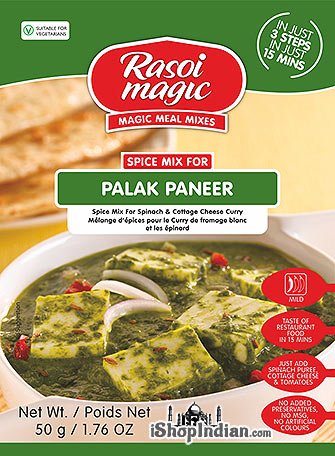 SUITABLE FOR
VEGETARIANS
IN JUST
3 STEPS
IN JUST
15 MINS
Rasoi
magic
MAGIC MEAL MIXES
SPICE MIX FOR
PALAK PANEER
Spice Mix For Spinach & Cottage Cheese Curry
Mélange d'épices pour le Curry de fromage blanc
et les épinard
MILD
TASTE OF
RESTAURANT
FOOD
IN 15 MINS
JUST ADD
SPINACH PUREE,
COTTAGE CHEESE
& TOMATOES
NO ADDED
PRESERVATIVES,
NO MSG,
NO ARTIFICIAL
COLOURS
Net Wt. / Poids Net
50 g / 1.76 OZ
iShopIndian.com